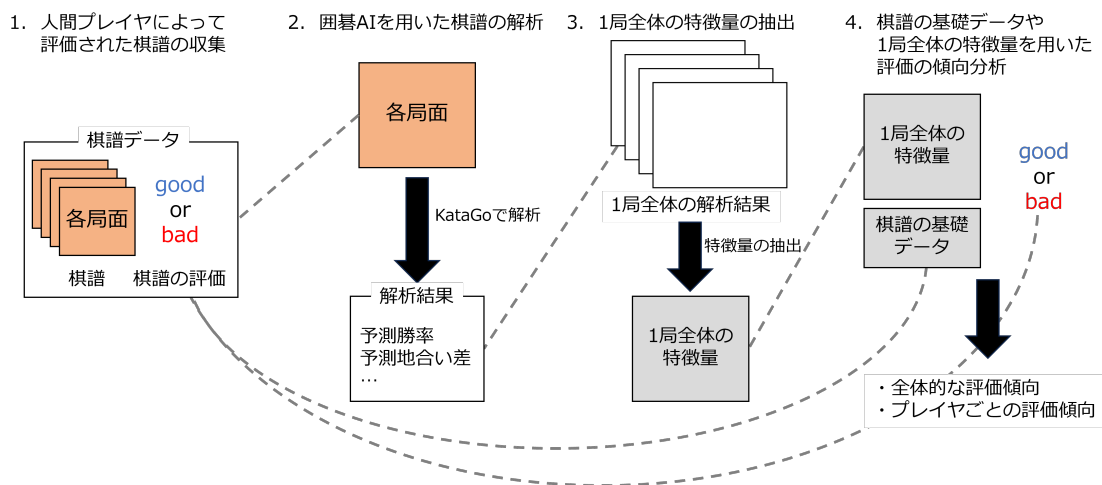 1. 人間プレイヤによって
評価された棋譜の収集
棋譜データ
各局面
good
or
bad
棋譜
棋譜の評価
2. 囲碁AIを用いた棋譜の解析
各局面
KataGoで解析
解析結果
予測勝率
予測地合い差
…
3. 1局全体の特徴量の抽出
1局全体の解析結果
特徴量の抽出
1局全体の
特徴量
4. 棋譜の基礎データや
1局全体の特徴量を用いた
評価の傾向分析
1局全体の
特徴量
棋譜の基礎
データ
good
or
bad
・全体的な評価傾向
・プレイヤごとの評価傾向